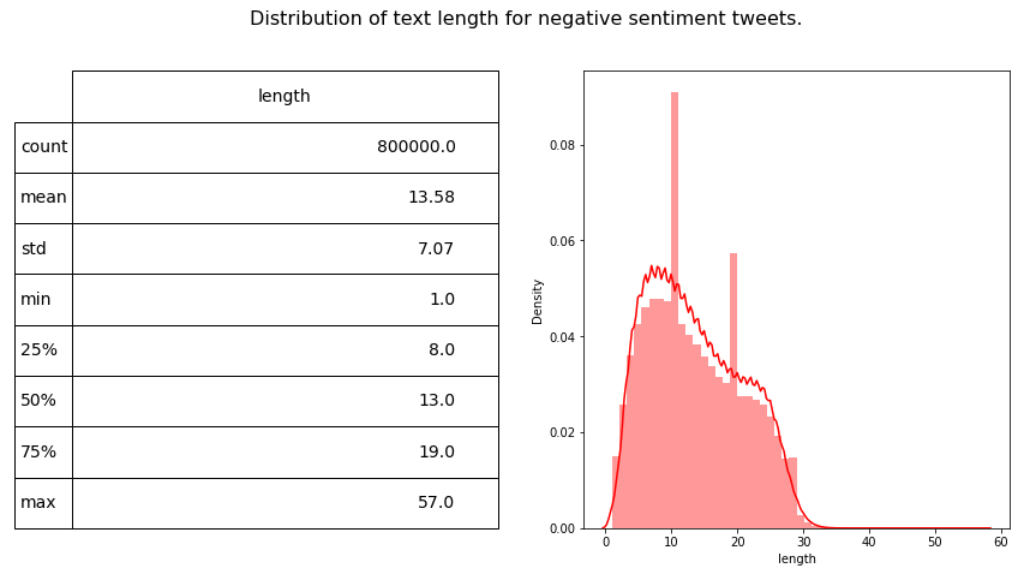 Distribution of text length for negative sentiment tweets.
length
count 800000.0
mean 13.58
std 7.07
min 1.0
25% 8.0
50% 13.0
75% 19.0
max 57.0
Density
0.08
0.06
0.04
0.02
0.00
0 10 20 30 40 50 60
length